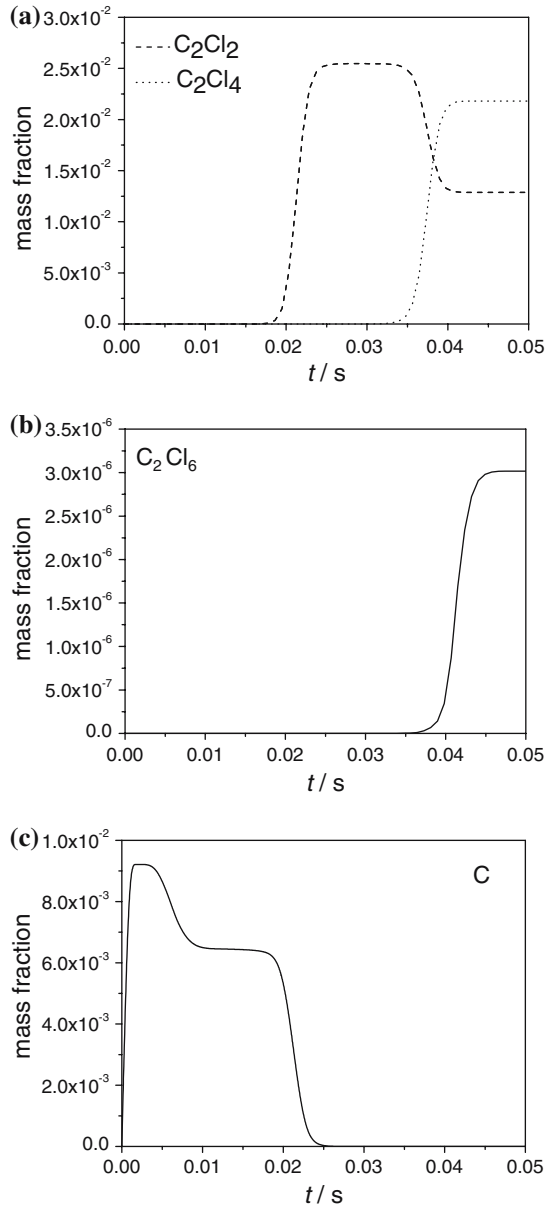 (a)
3.0x10⁻²
C₂Cl₂
C₂Cl₄
2.5x10⁻²
2.0x10⁻²
1.5x10⁻²
1.0x10⁻²
5.0x10⁻³
0.0
mass fraction
0.00 0.01 0.02 0.03 0.04 0.05
t / s
(b)
3.5x10⁻⁶
C₂Cl₆
3.0x10⁻⁶
2.5x10⁻⁶
2.0x10⁻⁶
1.5x10⁻⁶
1.0x10⁻⁶
5.0x10⁻⁷
0.0
mass fraction
0.00 0.01 0.02 0.03 0.04 0.05
t / s
(c)
1.0x10⁻²
C
8.0x10⁻³
6.0x10⁻³
4.0x10⁻³
2.0x10⁻³
0.0
mass fraction
0.00 0.01 0.02 0.03 0.04 0.05
t / s